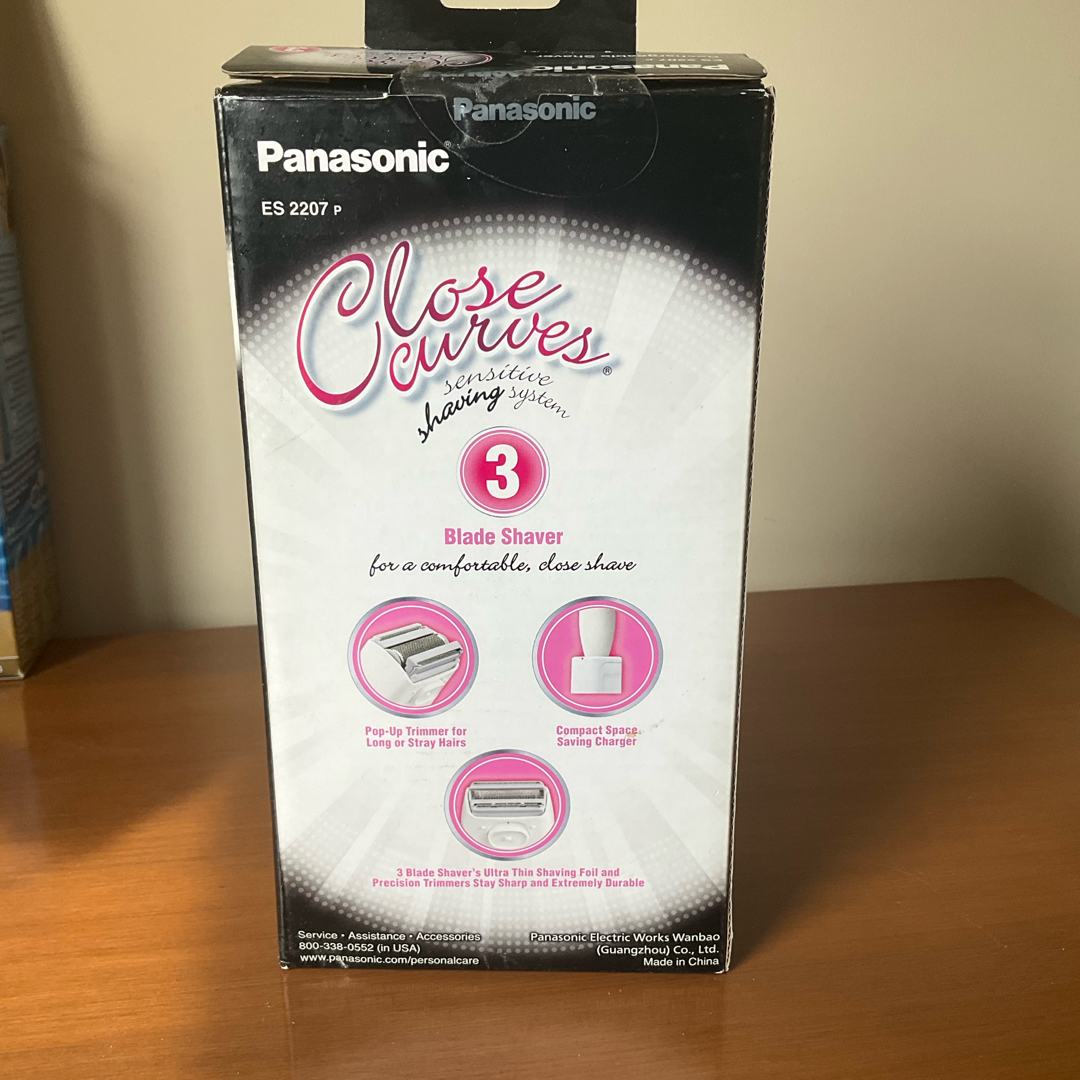 Panasonic
Panasonic
Panasonic®
ES 2207 P
Close
curves®
sensitive
shaving system
3
Blade Shaver
for a comfortable, close shave
Pop-Up Trimmer for
Long or Stray Hairs
Compact Space
Saving Charger
3 Blade Shaver's Ultra Thin Shaving Foil and
Precision Trimmers Stay Sharp and Extremely Durable
Service • Assistance • Accessories
800-338-0552 (in USA)
www.panasonic.com/personalcare
Panasonic Electric Works Wanbao
(Guangzhou) Co., Ltd.
Made in China